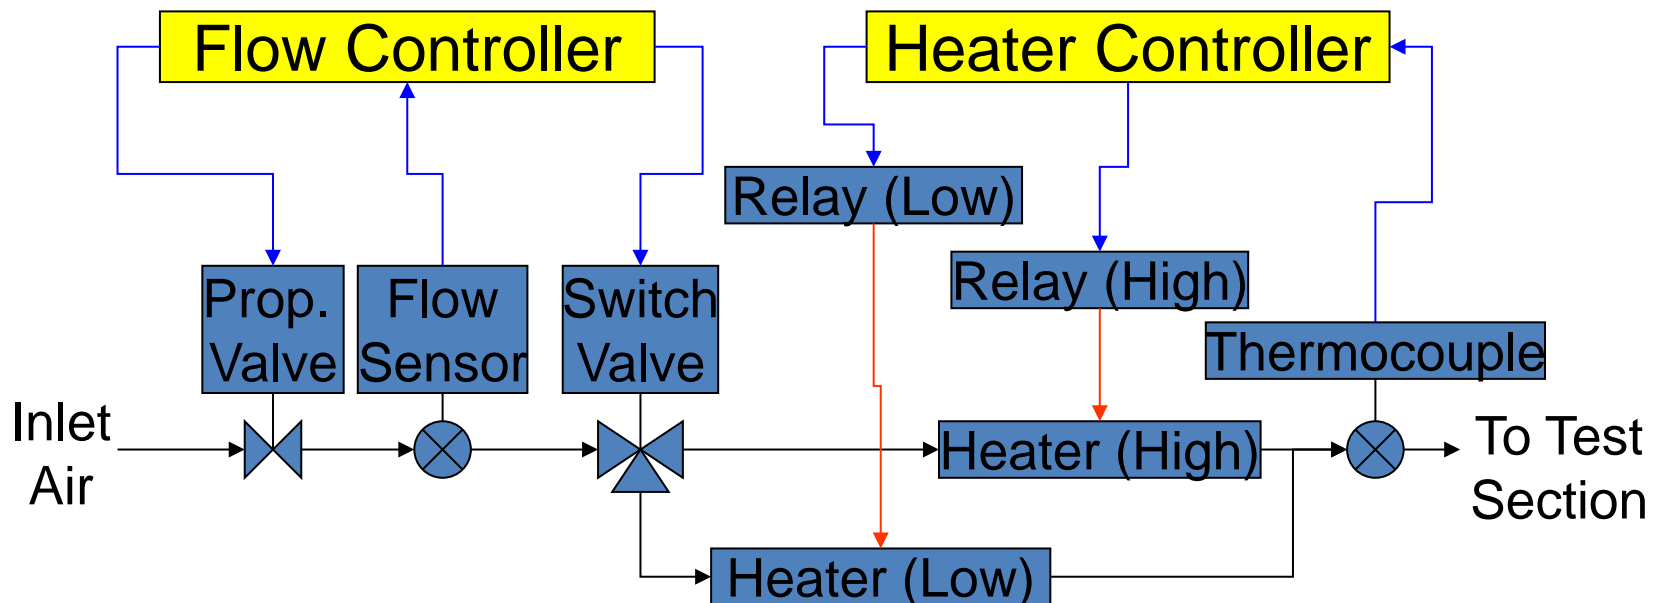 Flow Controller
Heater Controller
Relay (Low)
Relay (High)
Prop.
Valve
Flow
Sensor
Switch
Valve
Thermocouple
Inlet
Air
Heater (High)
To Test
Section
Heater (Low)